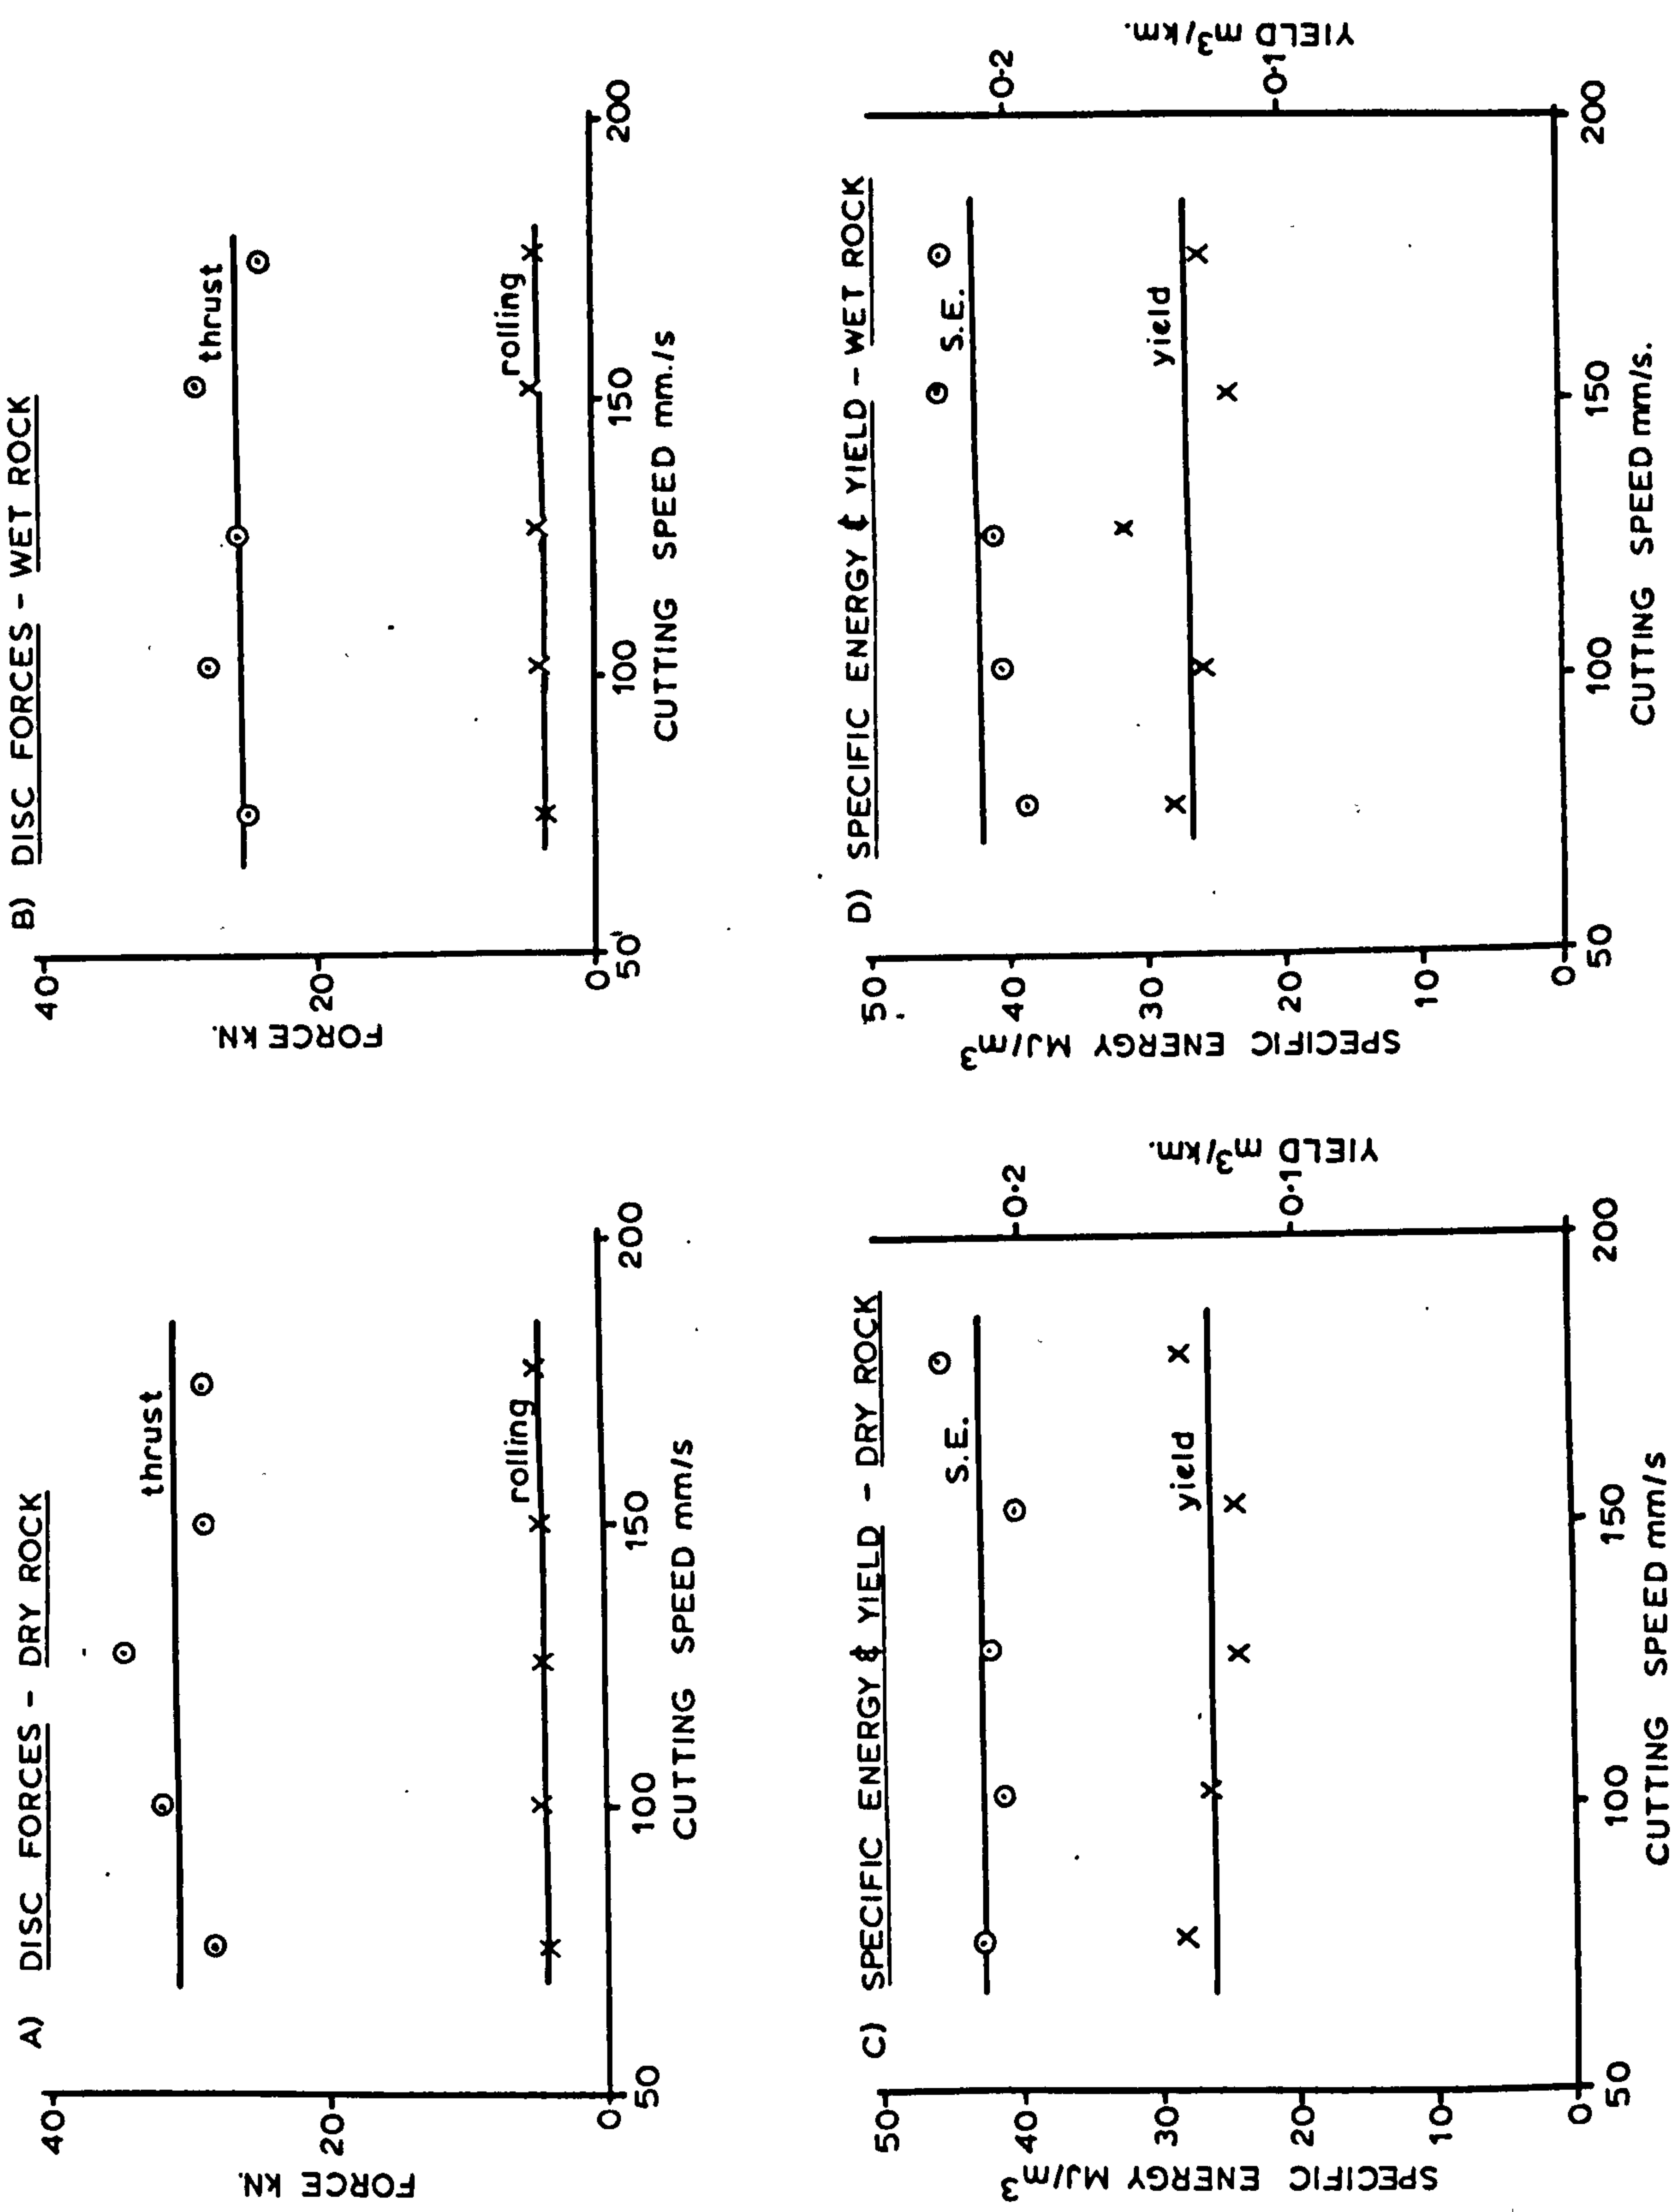 A) DISC FORCES - DRY ROCK
40
20
0
FORCE kN.
thrust
rolling
50
100
150
200
CUTTING SPEED mm/s
B) DISC FORCES - WET ROCK
40
20
0
FORCE kN.
thrust
rolling
50
100
150
200
CUTTING SPEED mm./s
C) SPECIFIC ENERGY & YIELD - DRY ROCK
50
40
30
20
10
0
SPECIFIC ENERGY MJ/m³
S.E.
yield
0·2
0·1
YIELD m³/km.
50
100
150
200
CUTTING SPEED mm/s
D) SPECIFIC ENERGY & YIELD - WET ROCK
50
40
30
20
10
0
SPECIFIC ENERGY MJ/m³
S.E.
yield
0·2
0·1
YIELD m³/km.
50
100
150
200
CUTTING SPEED mm/s.